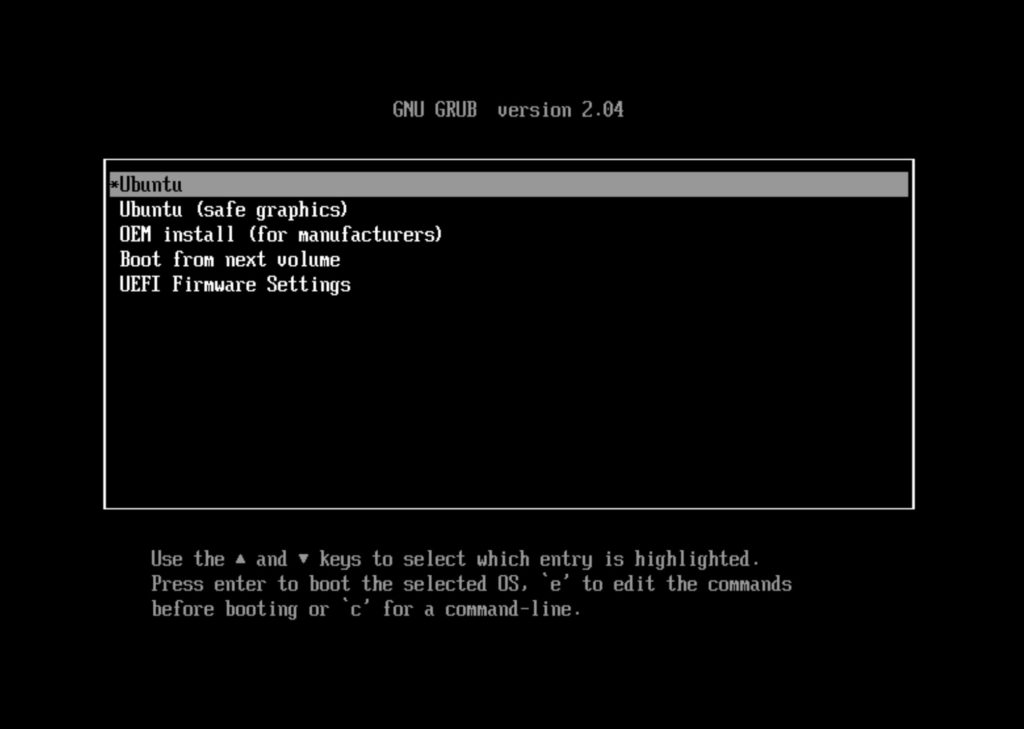 GNU GRUB  version 2.04
*Ubuntu
Ubuntu (safe graphics)
OEM install (for manufacturers)
Boot from next volume
UEFI Firmware Settings
Use the ▲ and ▼ keys to select which entry is highlighted.
Press enter to boot the selected OS, `e' to edit the commands
before booting or `c' for a command-line.